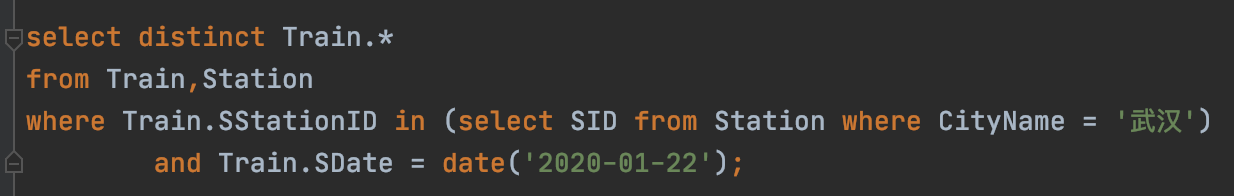 select distinct Train.*
from Train,Station
where Train.SStationID in (select SID from Station where CityName = '武汉')
and Train.SDate = date('2020-01-22');